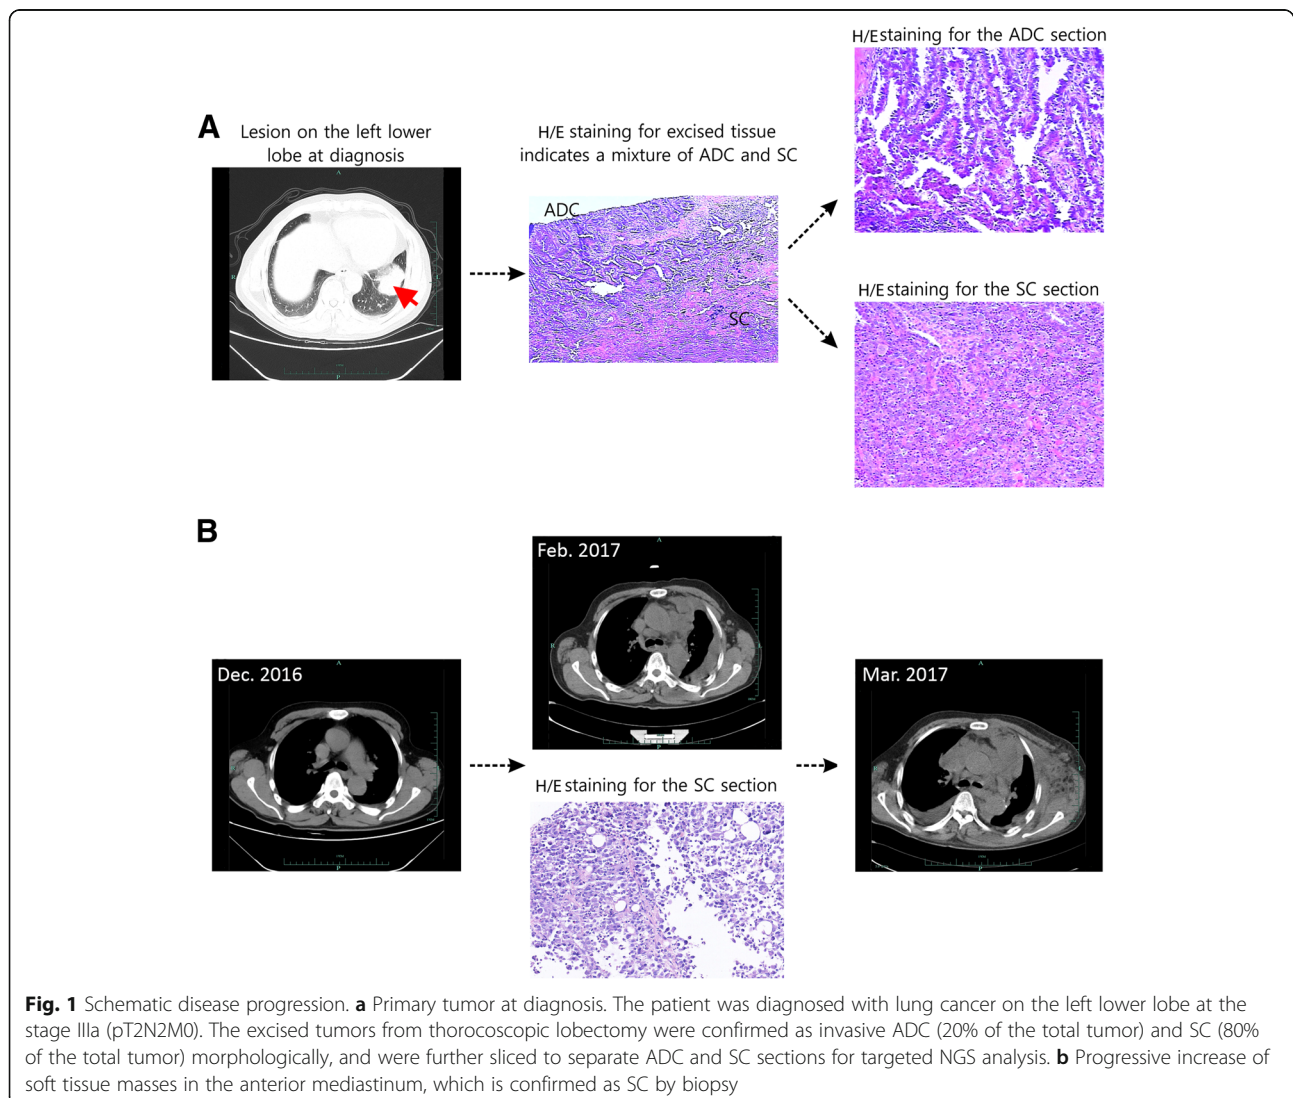 A
Lesion on the left lower
lobe at diagnosis
H/E staining for excised tissue
indicates a mixture of ADC and SC
ADC
SC
H/E staining for the ADC section
H/E staining for the SC section
A
R
P
B
Dec. 2016
A
P
Feb. 2017
A
P
H/E staining for the SC section
Mar. 2017
A
P
Fig. 1 Schematic disease progression. a Primary tumor at diagnosis. The patient was diagnosed with lung cancer on the left lower lobe at the
stage IIIa (pT2N2M0). The excised tumors from thorocoscopic lobectomy were confirmed as invasive ADC (20% of the total tumor) and SC (80%
of the total tumor) morphologically, and were further sliced to separate ADC and SC sections for targeted NGS analysis. b Progressive increase of
soft tissue masses in the anterior mediastinum, which is confirmed as SC by biopsy